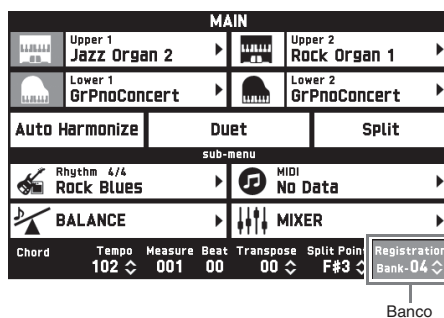 MAIN
Upper 1
Jazz Organ 2
Upper 2
Rock Organ 1
Lower 1
GrPnoConcert
Lower 2
GrPnoConcert
Auto Harmonize Duet Split
sub-menu
Rhythm 4/4
Rock Blues
MIDI
No Data
BALANCE MIXER
Chord Tempo Measure Beat Transpose Split Poin Registration
102 001 00 00 F#3 Bank-04
Banco